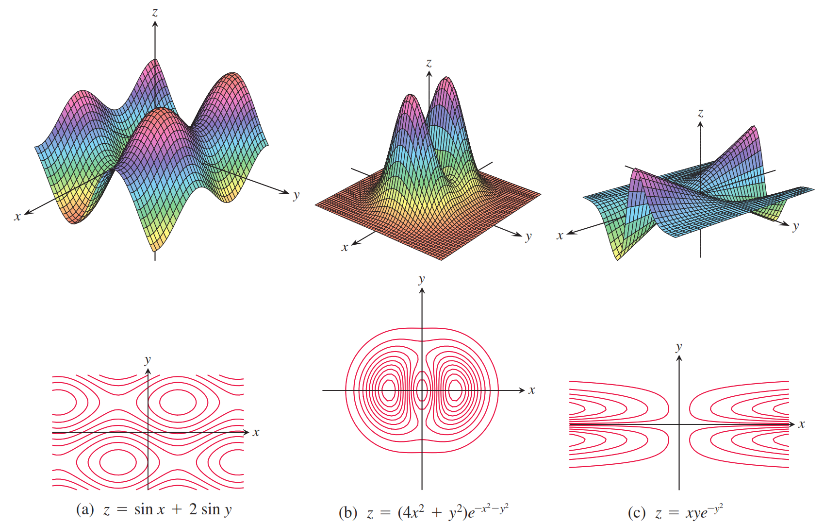 z
x
y
z
x
y
z
x
y
y
x
y
x
y
x
(a) z = sin x + 2 sin y
(b) z = (4x² + y²)e^{−x²−y²}
(c) z = xye^{−y²}